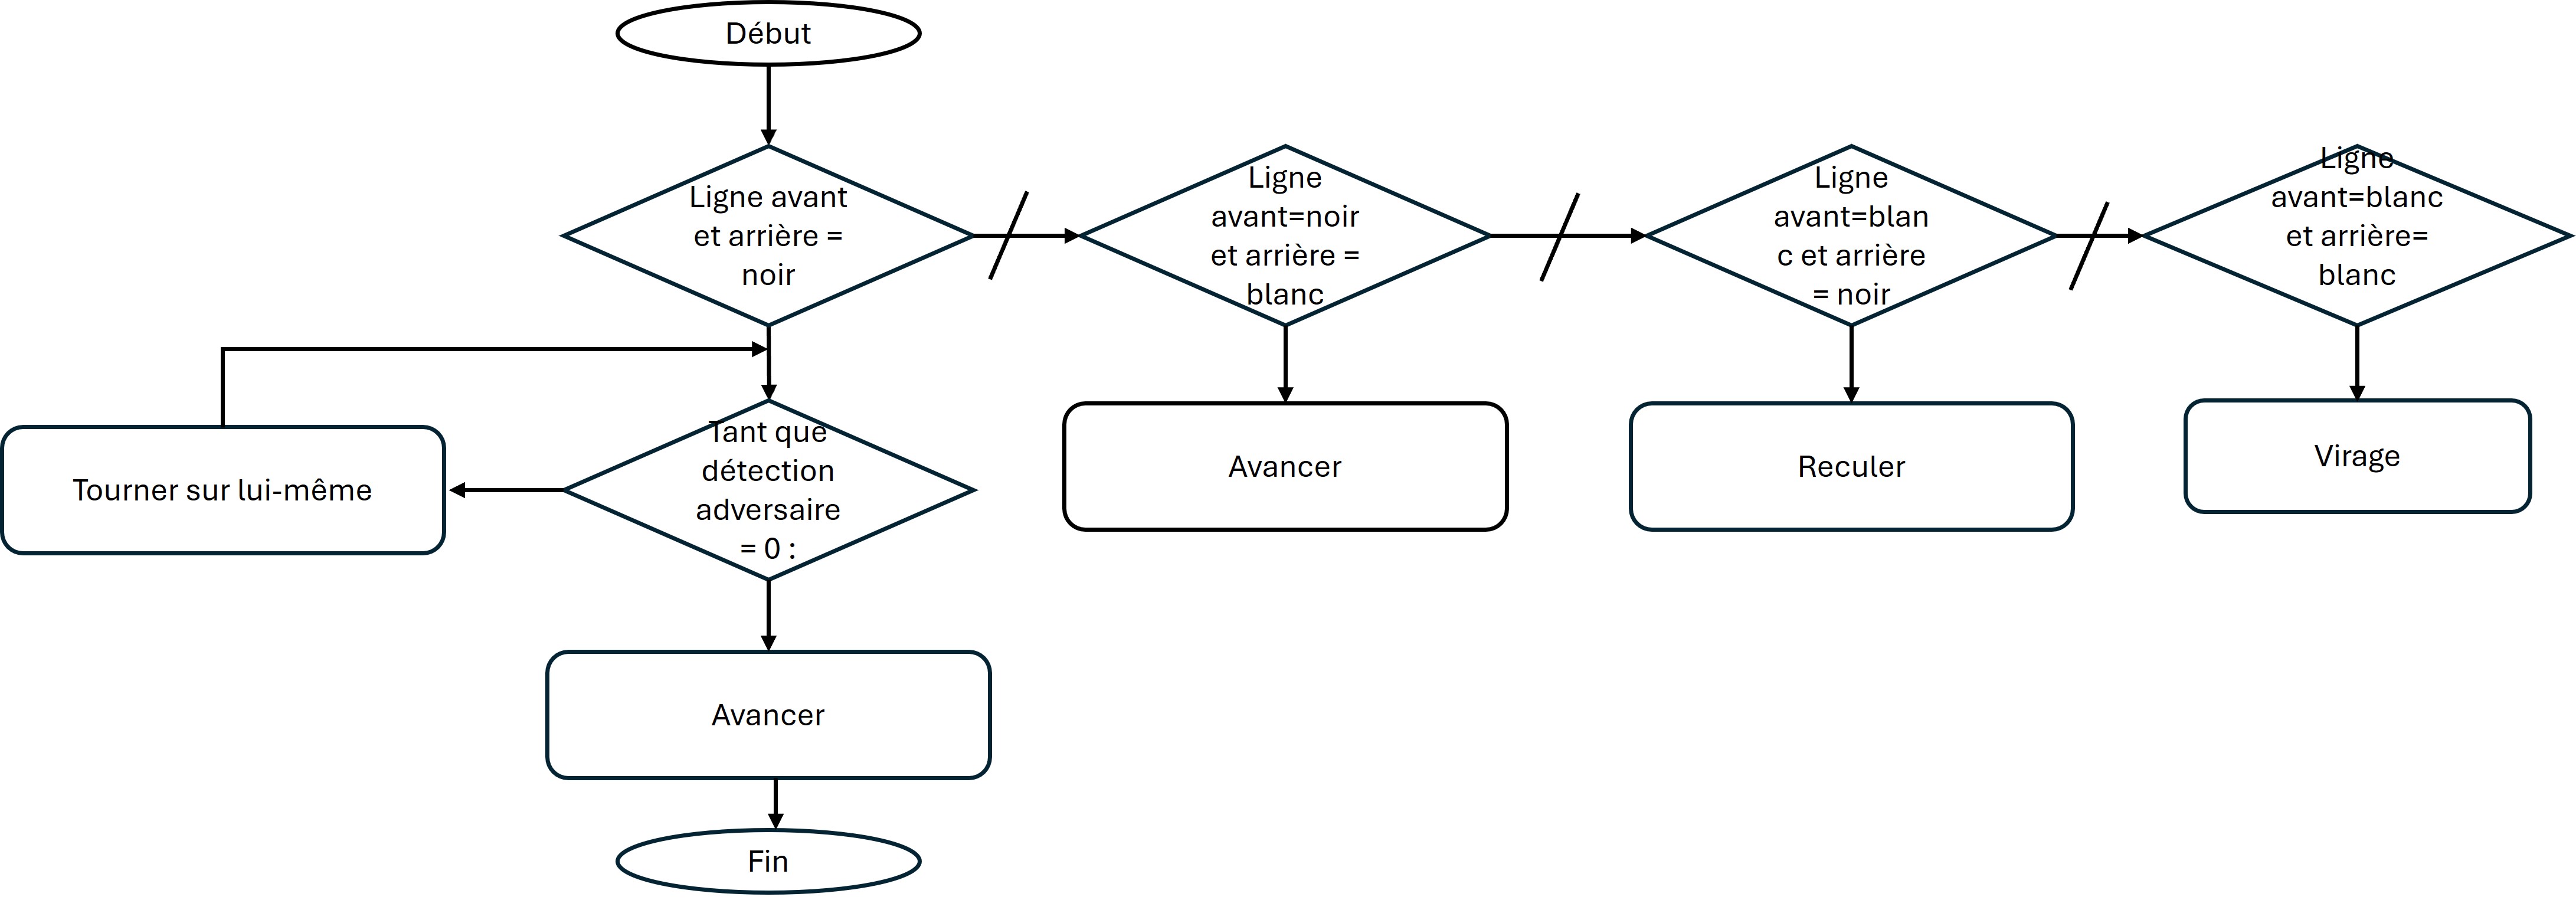 Début
Ligne avant
et arrière =
noir
Ligne
avant=noir
et arrière =
blanc
Ligne
avant=blan
c et arrière
= noir
Ligne
avant=blanc
et arrière=
blanc
Tourner sur lui-même
Tant que
détection
adversaire
= 0 :
Avancer
Reculer
Virage
Avancer
Fin